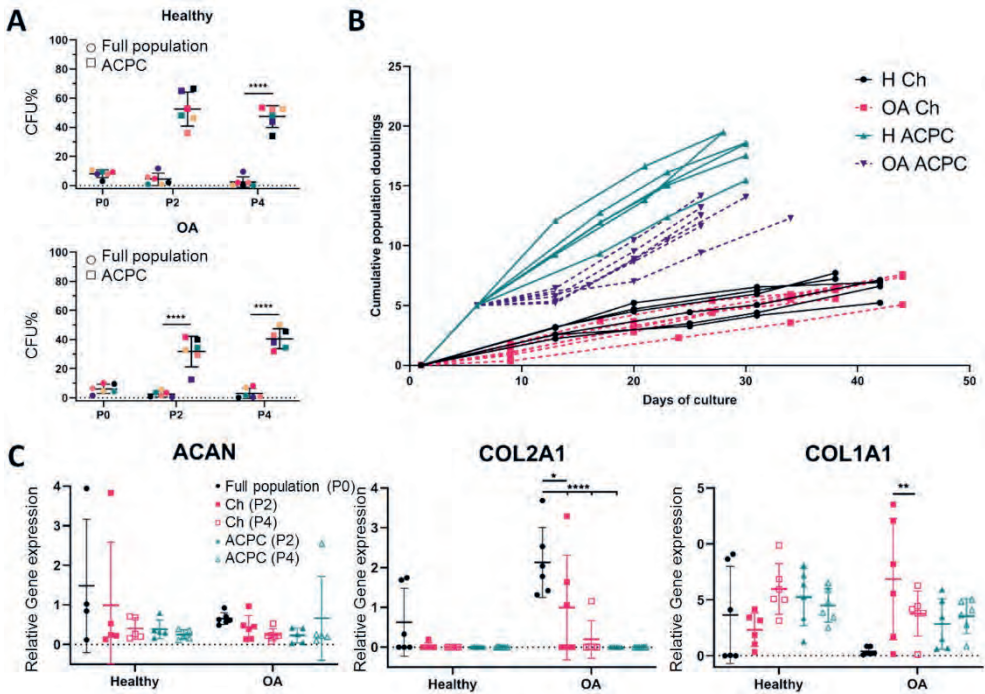 A
Healthy
Full population
ACPC
****
CFU%
100
80
60
40
20
0
P0
P2
P4
OA
Full population
ACPC
****
****
CFU%
100
80
60
40
20
0
P0
P2
P4
B
Cumulative population doublings
25
20
15
10
5
0
0
10
20
30
40
50
Days of culture
H Ch
OA Ch
H ACPC
OA ACPC
C
ACAN
Relative Gene expression
4
3
2
1
0
Full population (P0)
Ch (P2)
Ch (P4)
ACPC (P2)
ACPC (P4)
Healthy
OA
COL2A1
Relative Gene expression
4
3
2
1
0
*
****
Healthy
OA
COL1A1
Relative Gene expression
5
0
5
0
**
Healthy
OA